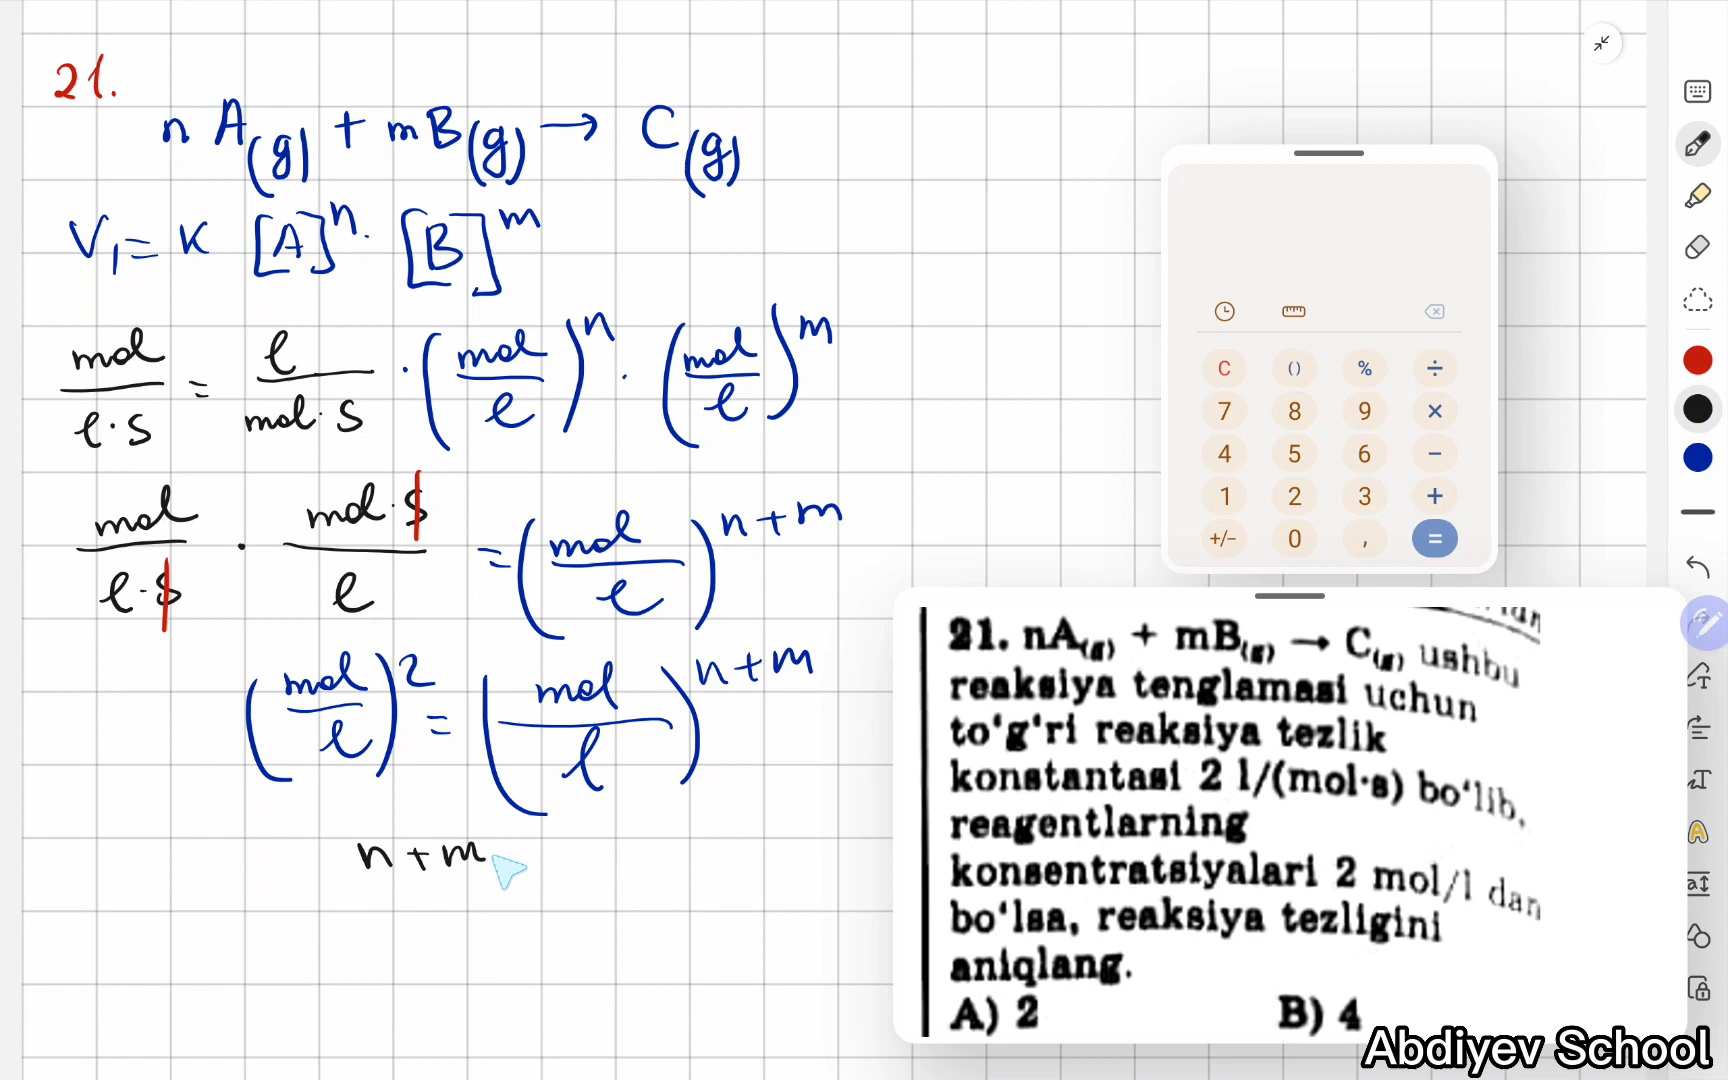 21.
n A(g) + m B(g) → C(g)
V₁ = K [A]ⁿ · [B]ᵐ
mol/(l·s) = l/(mol·s) · (mol/l)ⁿ · (mol/l)ᵐ
mol/(l·s) · (mol·s)/l = (mol/l)ⁿ⁺ᵐ
(mol/l)² = (mol/l)ⁿ⁺ᵐ
n + m
C () % ÷
7 8 9 ×
4 5 6 −
1 2 3 +
+/− 0 , =
21. nA(g) + mB(g) → C(g) ushbu
reaksiya tenglamasi uchun
to‘g‘ri reaksiya tezlik
konstantasi 2 l/(mol·s) bo‘lib,
reagentlarning
konsentratsiyalari 2 mol/l dan
bo‘lsa, reaksiya tezligini
aniqlang.
A) 2 B) 4
Abdiyev School